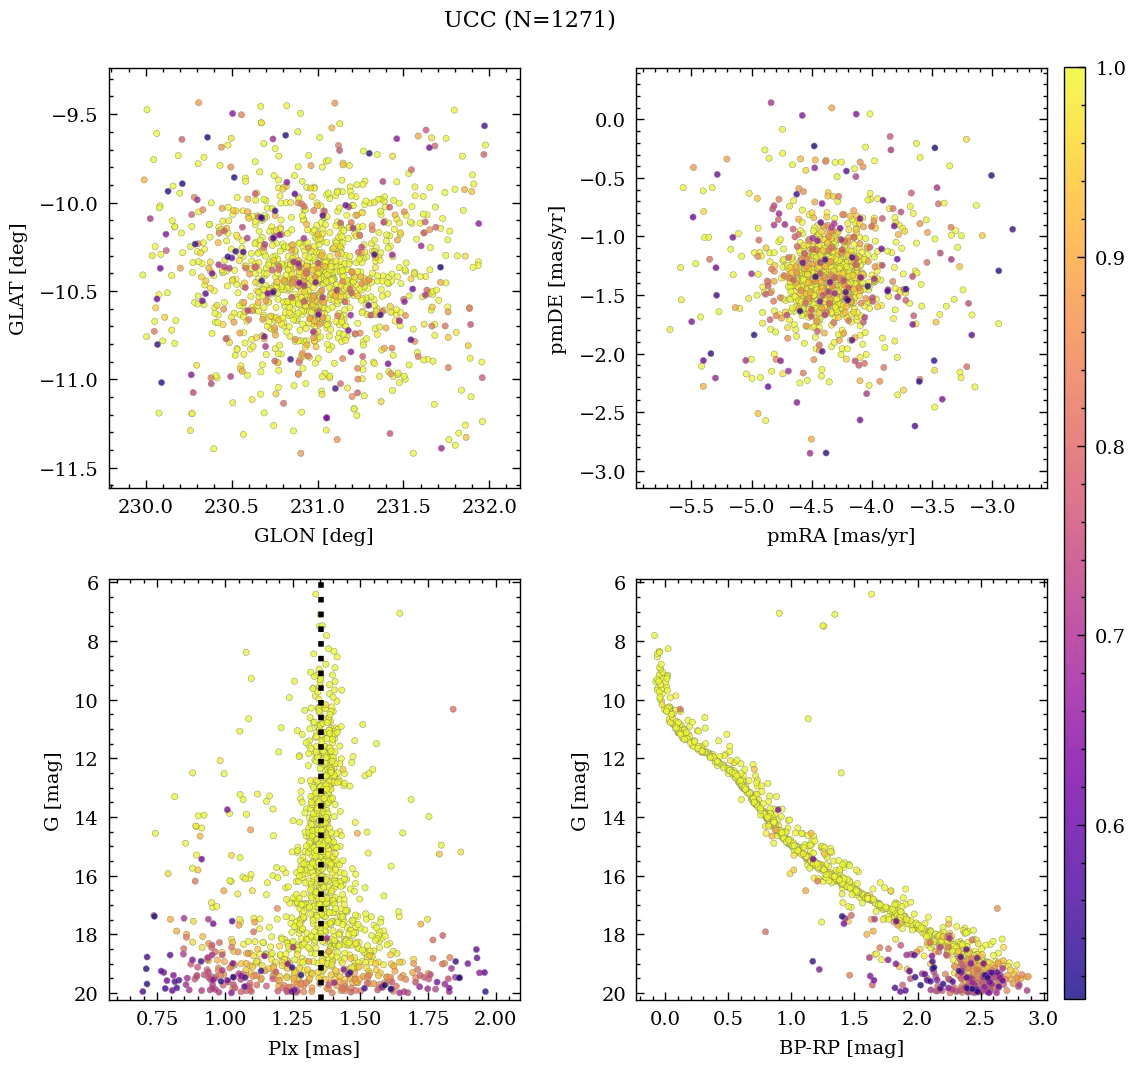 UCC (N=1271)
−9.5
−10.0
−10.5
−11.0
−11.5
GLAT [deg]
230.0 230.5 231.0 231.5 232.0
GLON [deg]
0.0
−0.5
−1.0
−1.5
−2.0
−2.5
−3.0
pmDE [mas/yr]
−5.5 −5.0 −4.5 −4.0 −3.5 −3.0
pmRA [mas/yr]
1.0
0.9
0.8
0.7
0.6
6
8
10
12
14
16
18
20
G [mag]
0.75 1.00 1.25 1.50 1.75 2.00
Plx [mas]
6
8
10
12
14
16
18
20
G [mag]
0.0 0.5 1.0 1.5 2.0 2.5 3.0
BP-RP [mag]